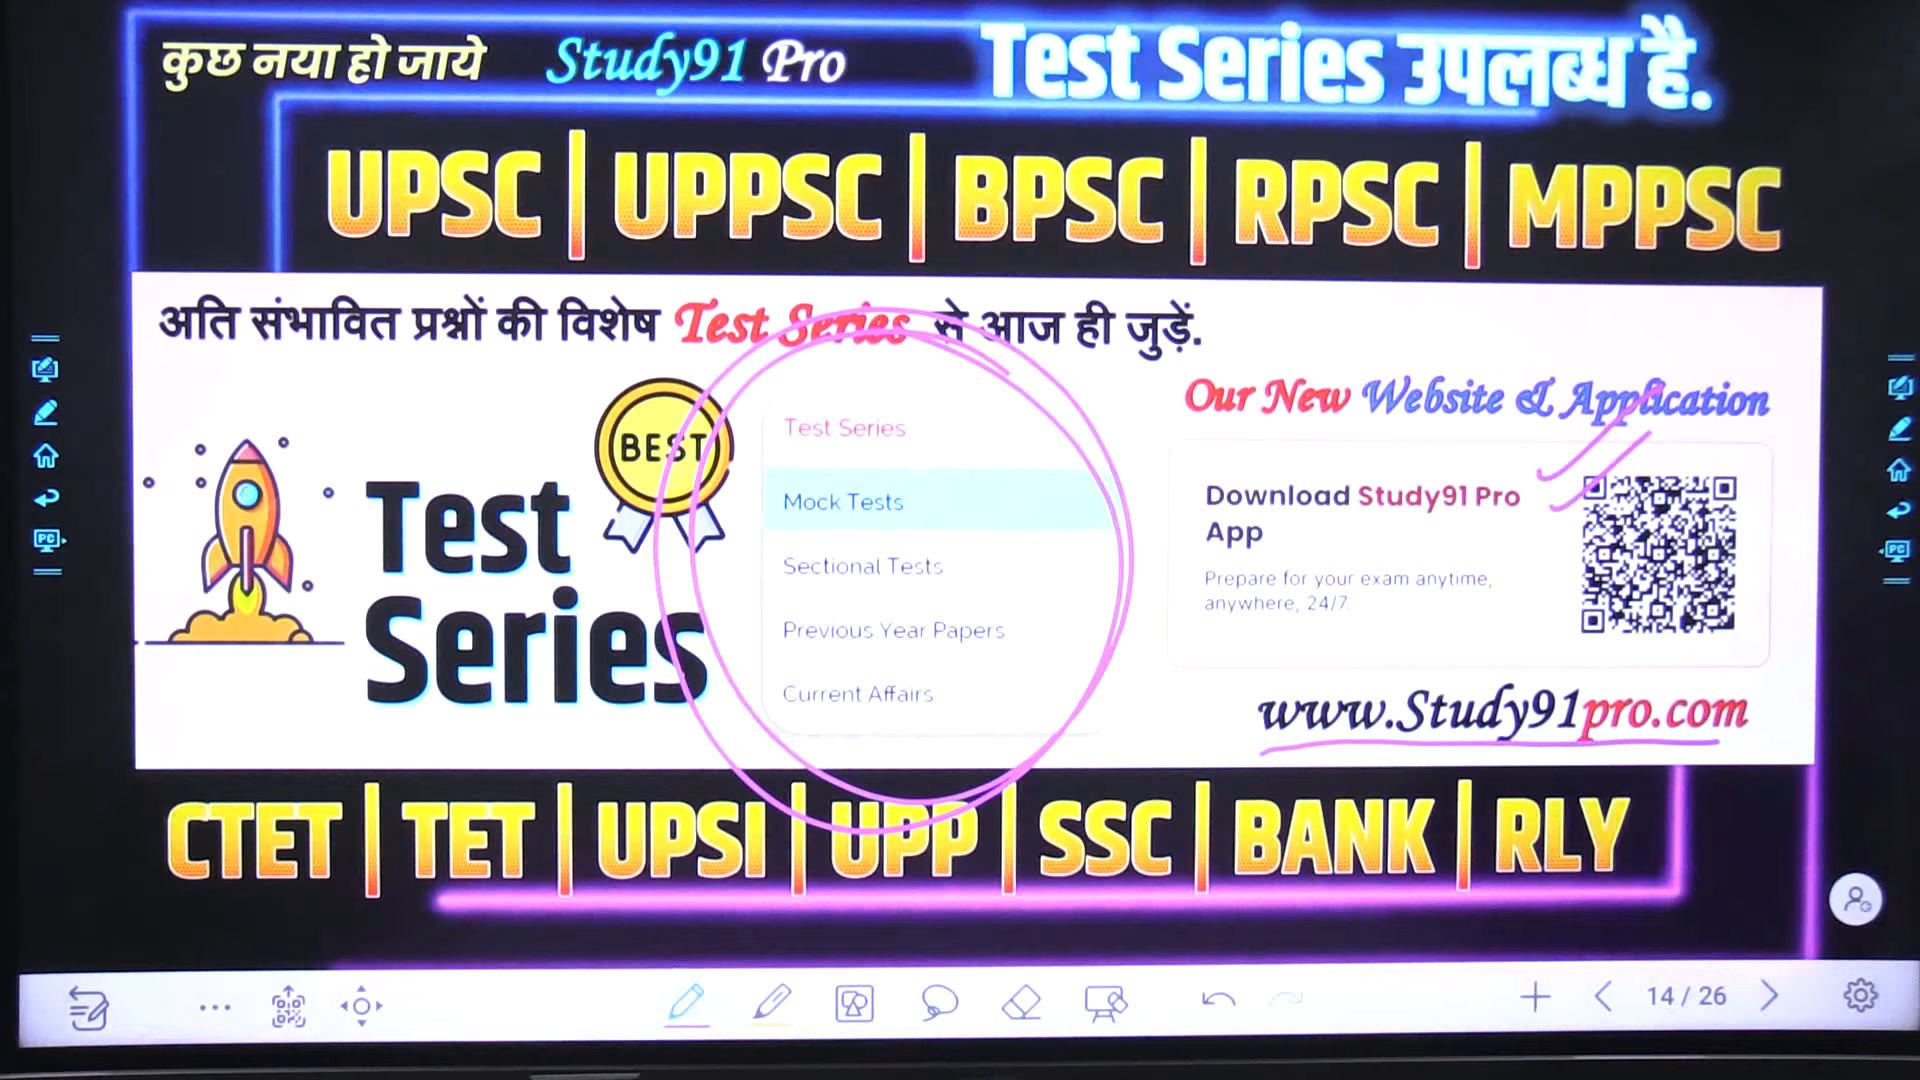 कुछ नया हो जाये Study91 Pro Test Series उपलब्ध है.
UPSC | UPPSC | BPSC | RPSC | MPPSC
अति संभावित प्रश्नों की विशेष Test Series से आज ही जुड़ें.
BEST
Test
Series
Test Series
Mock Tests
Sectional Tests
Previous Year Papers
Current Affairs
Our New Website & Application
Download Study91 Pro
App
Prepare for your exam anytime,
anywhere, 24/7.
www.Study91pro.com
CTET | TET | UPSI | UPP | SSC | BANK | RLY
PC
PC
14 / 26